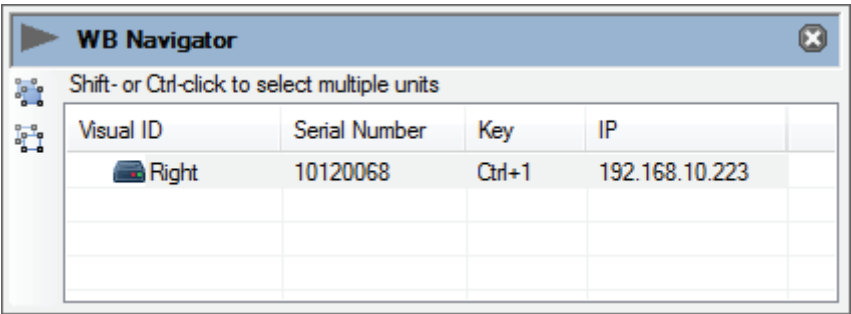 WB Navigator
Shift- or Ctrl-click to select multiple units
Visual ID Serial Number Key IP
Right 10120068 Ctrl+1 192.168.10.223